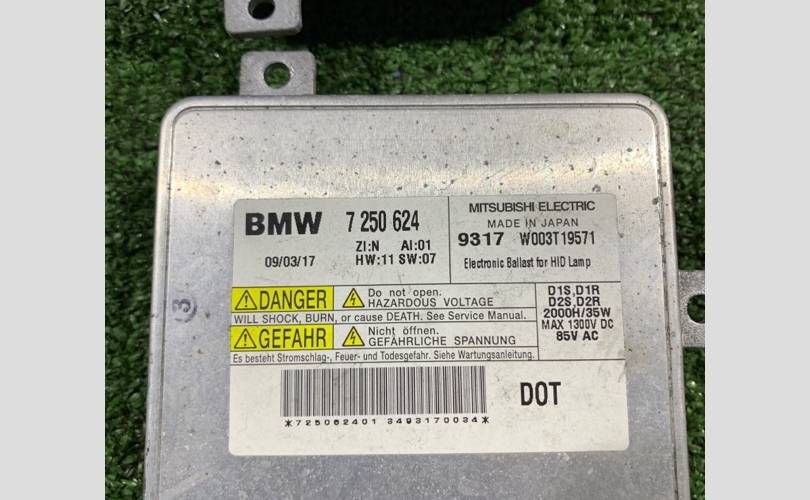 BMW 7 250 624
ZI:N AI:01
09/03/17 HW:11 SW:07
MITSUBISHI ELECTRIC
MADE IN JAPAN
9317 W003T19571
Electronic Ballast for HID Lamp
DANGER Do not open.
HAZARDOUS VOLTAGE
WILL SHOCK, BURN, or cause DEATH. See Service Manual.
GEFAHR Nicht öffnen.
GEFÄHRLICHE SPANNUNG
Es besteht Stromschlag-, Feuer- und Todesgefahr. Siehe Wartungsanleitung.
D1S,D1R
D2S,D2R
2000H/35W
MAX 1300V DC
85V AC
*725062401 3493170034*
DOT
3